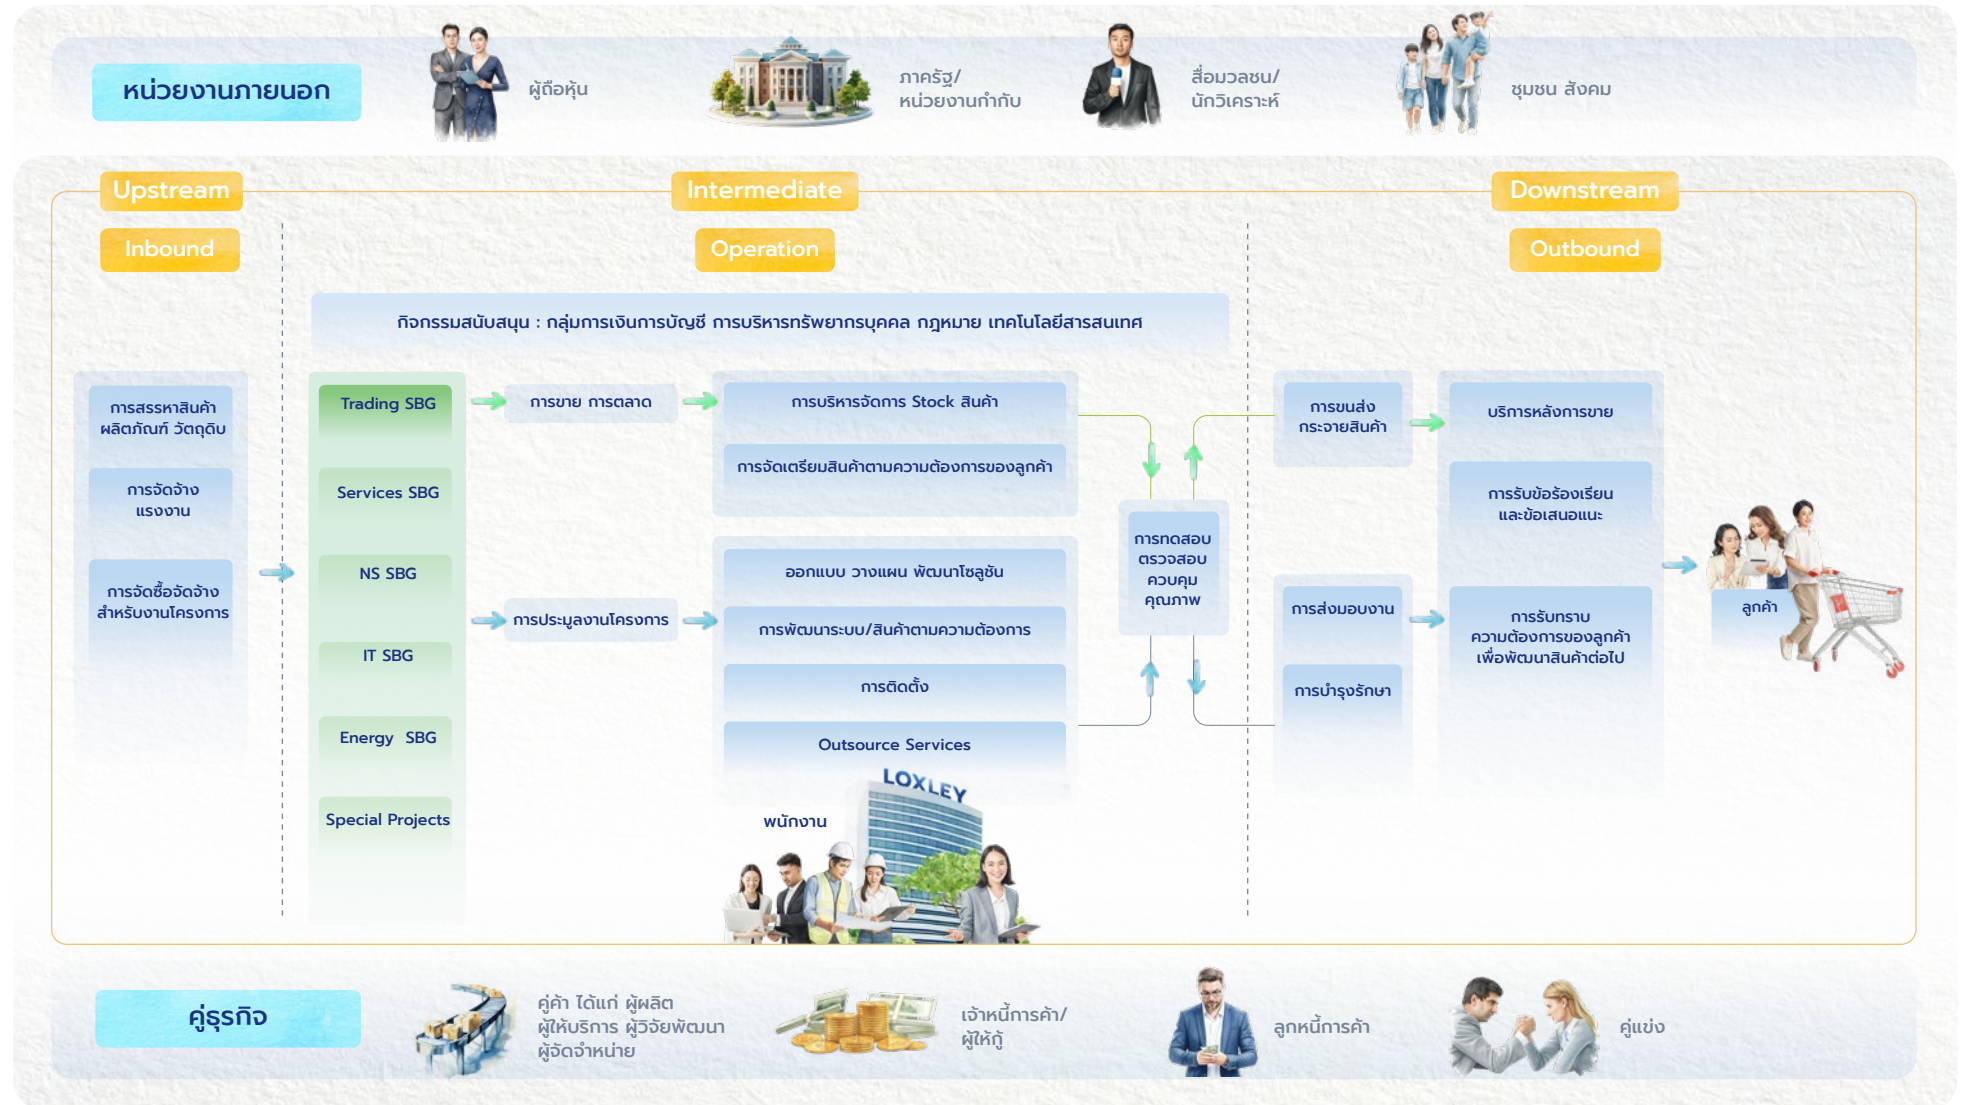 หน่วยงานภายนอก
ผู้ถือหุ้น
ภาครัฐ/
หน่วยงานกำกับ
สื่อมวลชน/
นักวิเคราะห์
ชุมชน สังคม
Upstream
Intermediate
Downstream
Inbound
Operation
Outbound
กิจกรรมสนับสนุน : กลุ่มการเงินการบัญชี การบริหารทรัพยากรบุคคล กฎหมาย เทคโนโลยีสารสนเทศ
การสรรหาสินค้า
ผลิตภัณฑ์ วัตถุดิบ
การจัดจ้าง
แรงงาน
การจัดซื้อจัดจ้าง
สำหรับงานโครงการ
Trading SBG
Services SBG
NS SBG
IT SBG
Energy SBG
Special Projects
การขาย การตลาด
การประมูลงานโครงการ
การบริหารจัดการ Stock สินค้า
การจัดเตรียมสินค้าตามความต้องการของลูกค้า
ออกแบบ วางแผน พัฒนาโซลูชัน
การพัฒนาระบบ/สินค้าตามความต้องการ
การติดตั้ง
Outsource Services
LOXLEY
พนักงาน
การทดสอบ
ตรวจสอบ
ควบคุม
คุณภาพ
การขนส่ง
กระจายสินค้า
การส่งมอบงาน
การบำรุงรักษา
บริการหลังการขาย
การรับข้อร้องเรียน
และข้อเสนอแนะ
การรับทราบ
ความต้องการของลูกค้า
เพื่อพัฒนาสินค้าต่อไป
ลูกค้า
คู่ธุรกิจ
คู่ค้า ได้แก่ ผู้ผลิต
ผู้ให้บริการ ผู้วิจัยพัฒนา
ผู้จัดจำหน่าย
เจ้าหนี้การค้า/
ผู้ให้กู้
ลูกหนี้การค้า
คู่แข่ง